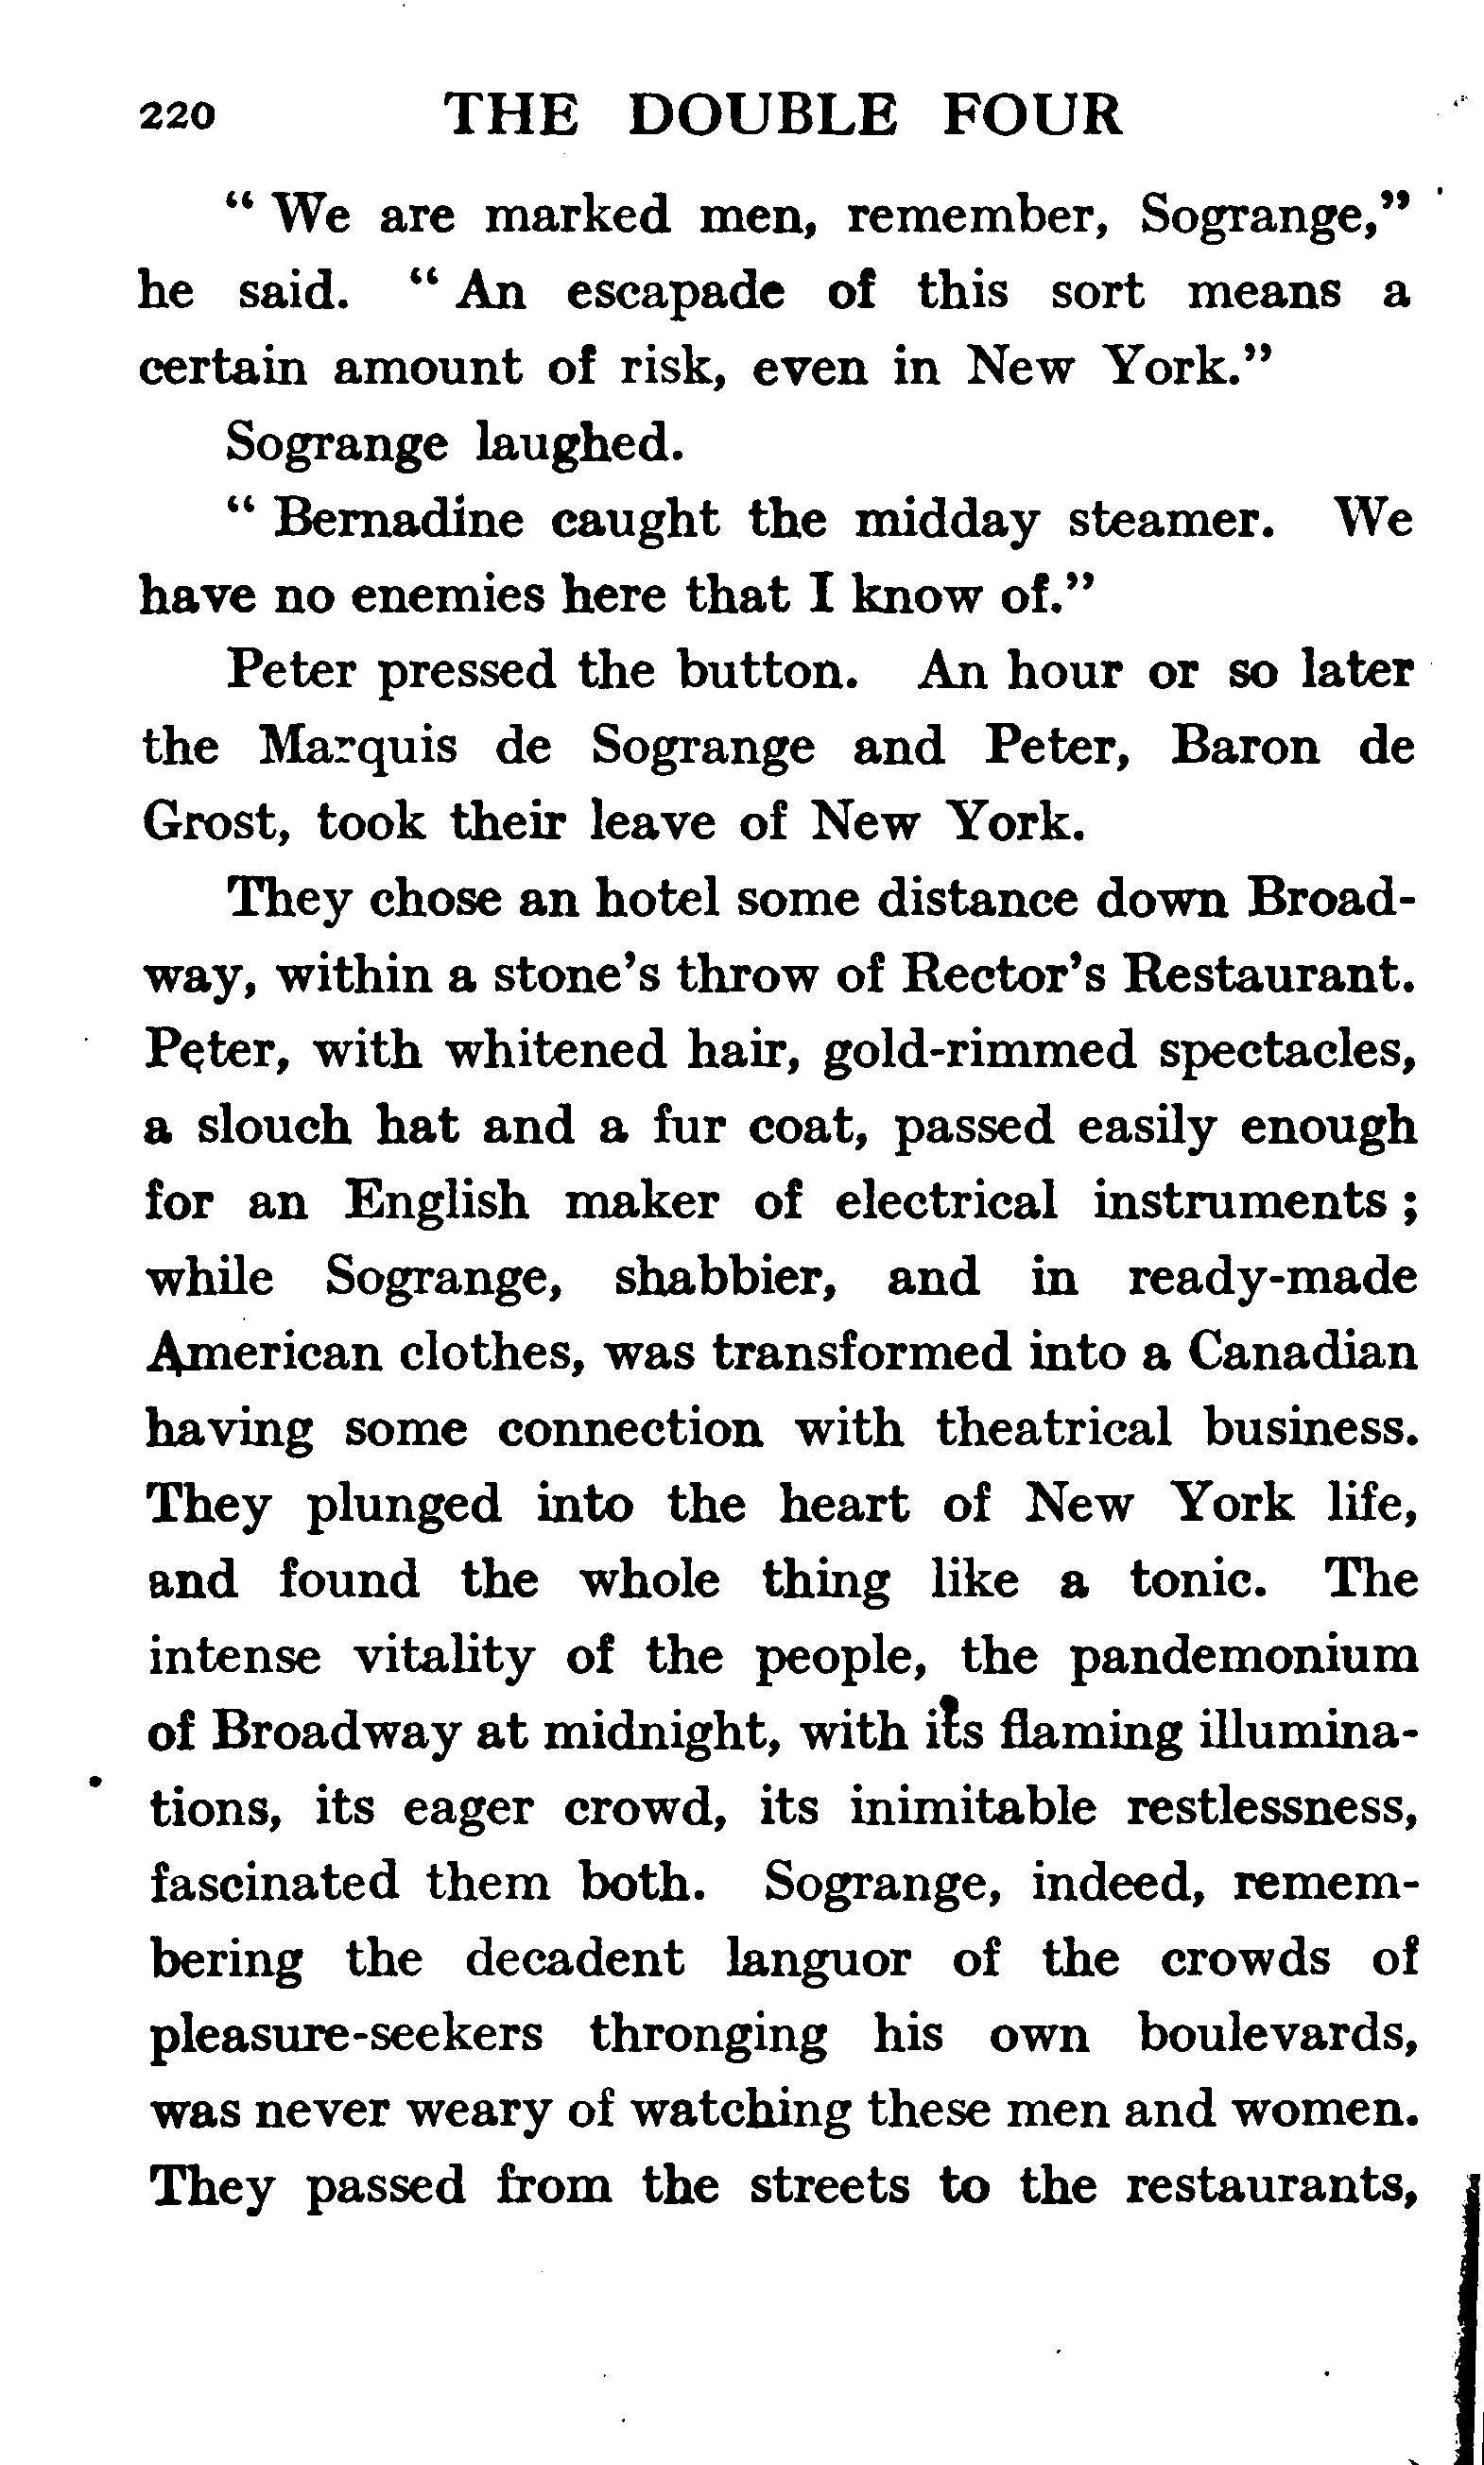 220 THE DOUBLE FOUR
“ We are marked men, remember, Sogrange,”
he said. “ An escapade of this sort means a
certain amount of risk, even in New York.”
Sogrange laughed.
“ Bernadine caught the midday steamer. We
have no enemies here that I know of.”
Peter pressed the button. An hour or so later
the Marquis de Sogrange and Peter, Baron de
Grost, took their leave of New York.
They chose an hotel some distance down Broad-
way, within a stone’s throw of Rector’s Restaurant.
Peter, with whitened hair, gold-rimmed spectacles,
a slouch hat and a fur coat, passed easily enough
for an English maker of electrical instruments ;
while Sogrange, shabbier, and in ready-made
American clothes, was transformed into a Canadian
having some connection with theatrical business.
They plunged into the heart of New York life,
and found the whole thing like a tonic. The
intense vitality of the people, the pandemonium
of Broadway at midnight, with its flaming illumina-
tions, its eager crowd, its inimitable restlessness,
fascinated them both. Sogrange, indeed, remem-
bering the decadent languor of the crowds of
pleasure-seekers thronging his own boulevards,
was never weary of watching these men and women.
They passed from the streets to the restaurants,